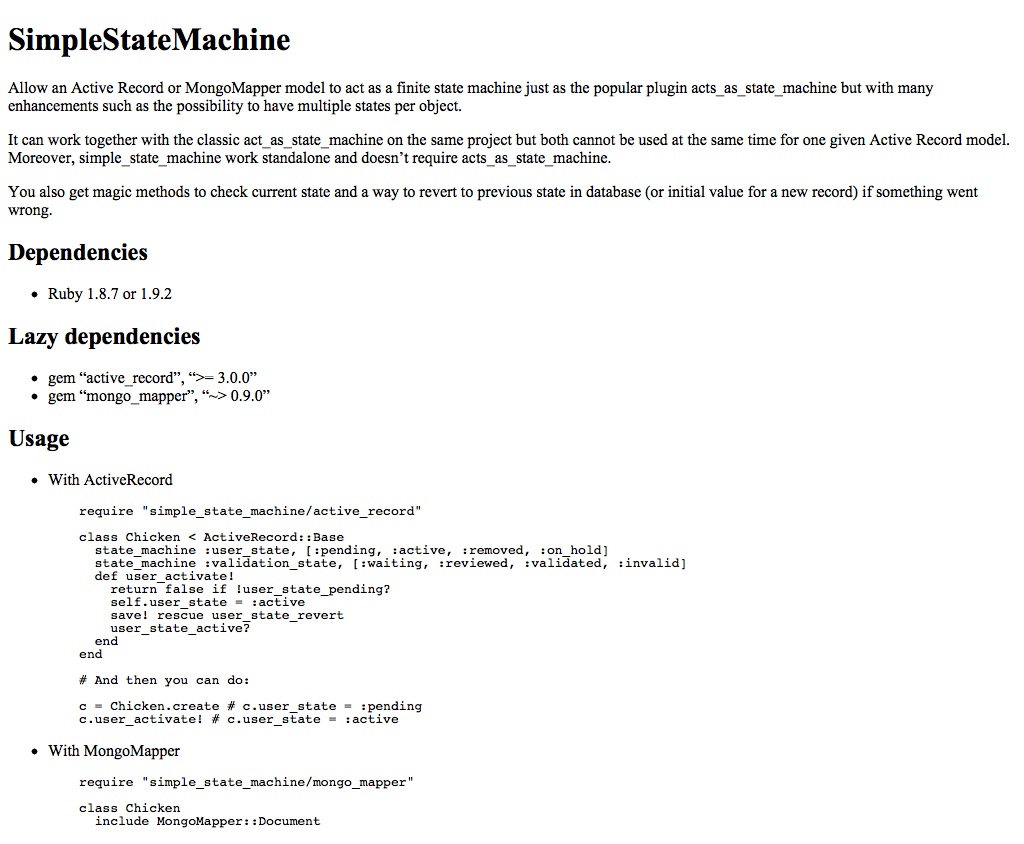 SimpleStateMachine
Allow an Active Record or MongoMapper model to act as a finite state machine just as the popular plugin acts_as_state_machine but with many
enhancements such as the possibility to have multiple states per object.
It can work together with the classic act_as_state_machine on the same project but both cannot be used at the same time for one given Active Record model.
Moreover, simple_state_machine work standalone and doesn’t require acts_as_state_machine.
You also get magic methods to check current state and a way to revert to previous state in database (or initial value for a new record) if something went
wrong.
Dependencies
• Ruby 1.8.7 or 1.9.2
Lazy dependencies
• gem “active_record”, “>= 3.0.0”
• gem “mongo_mapper”, “~> 0.9.0”
Usage
• With ActiveRecord
require "simple_state_machine/active_record"
class Chicken < ActiveRecord::Base
  state_machine :user_state, [:pending, :active, :removed, :on_hold]
  state_machine :validation_state, [:waiting, :reviewed, :validated, :invalid]
  def user_activate!
    return false if !user_state_pending?
    self.user_state = :active
    save! rescue user_state_revert
    user_state_active?
  end
end
# And then you can do:
c = Chicken.create # c.user_state = :pending
c.user_activate! # c.user_state = :active
• With MongoMapper
require "simple_state_machine/mongo_mapper"
class Chicken
  include MongoMapper::Document